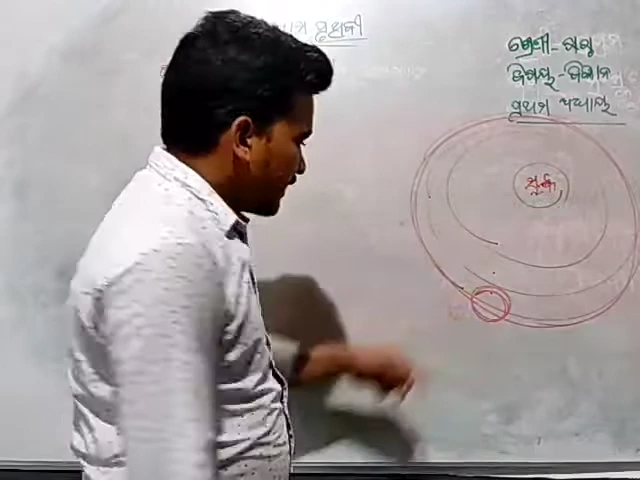 ପୃଥିବୀ
ଶ୍ରେଣୀ - ଷଷ୍ଠ
ବିଷୟ - ବିଜ୍ଞାନ
ପ୍ରଥମ ଅଧ୍ୟାୟ
ସୂର୍ଯ୍ୟ